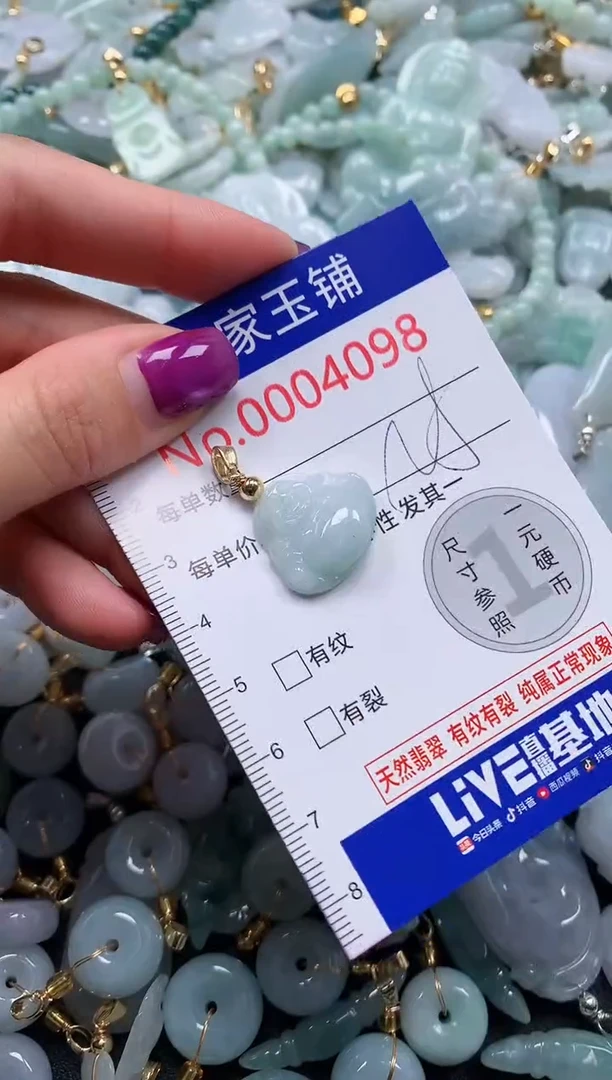 家玉铺
No.0004098
每单数
每单价
性发其一
一元硬币
尺寸参照
1
3
4
5
6
7
8
□有纹
□有裂
天然翡翠 有纹有裂 纯属正常现象
LiVE直播基地
今日头条 抖音 西瓜视频 抖音